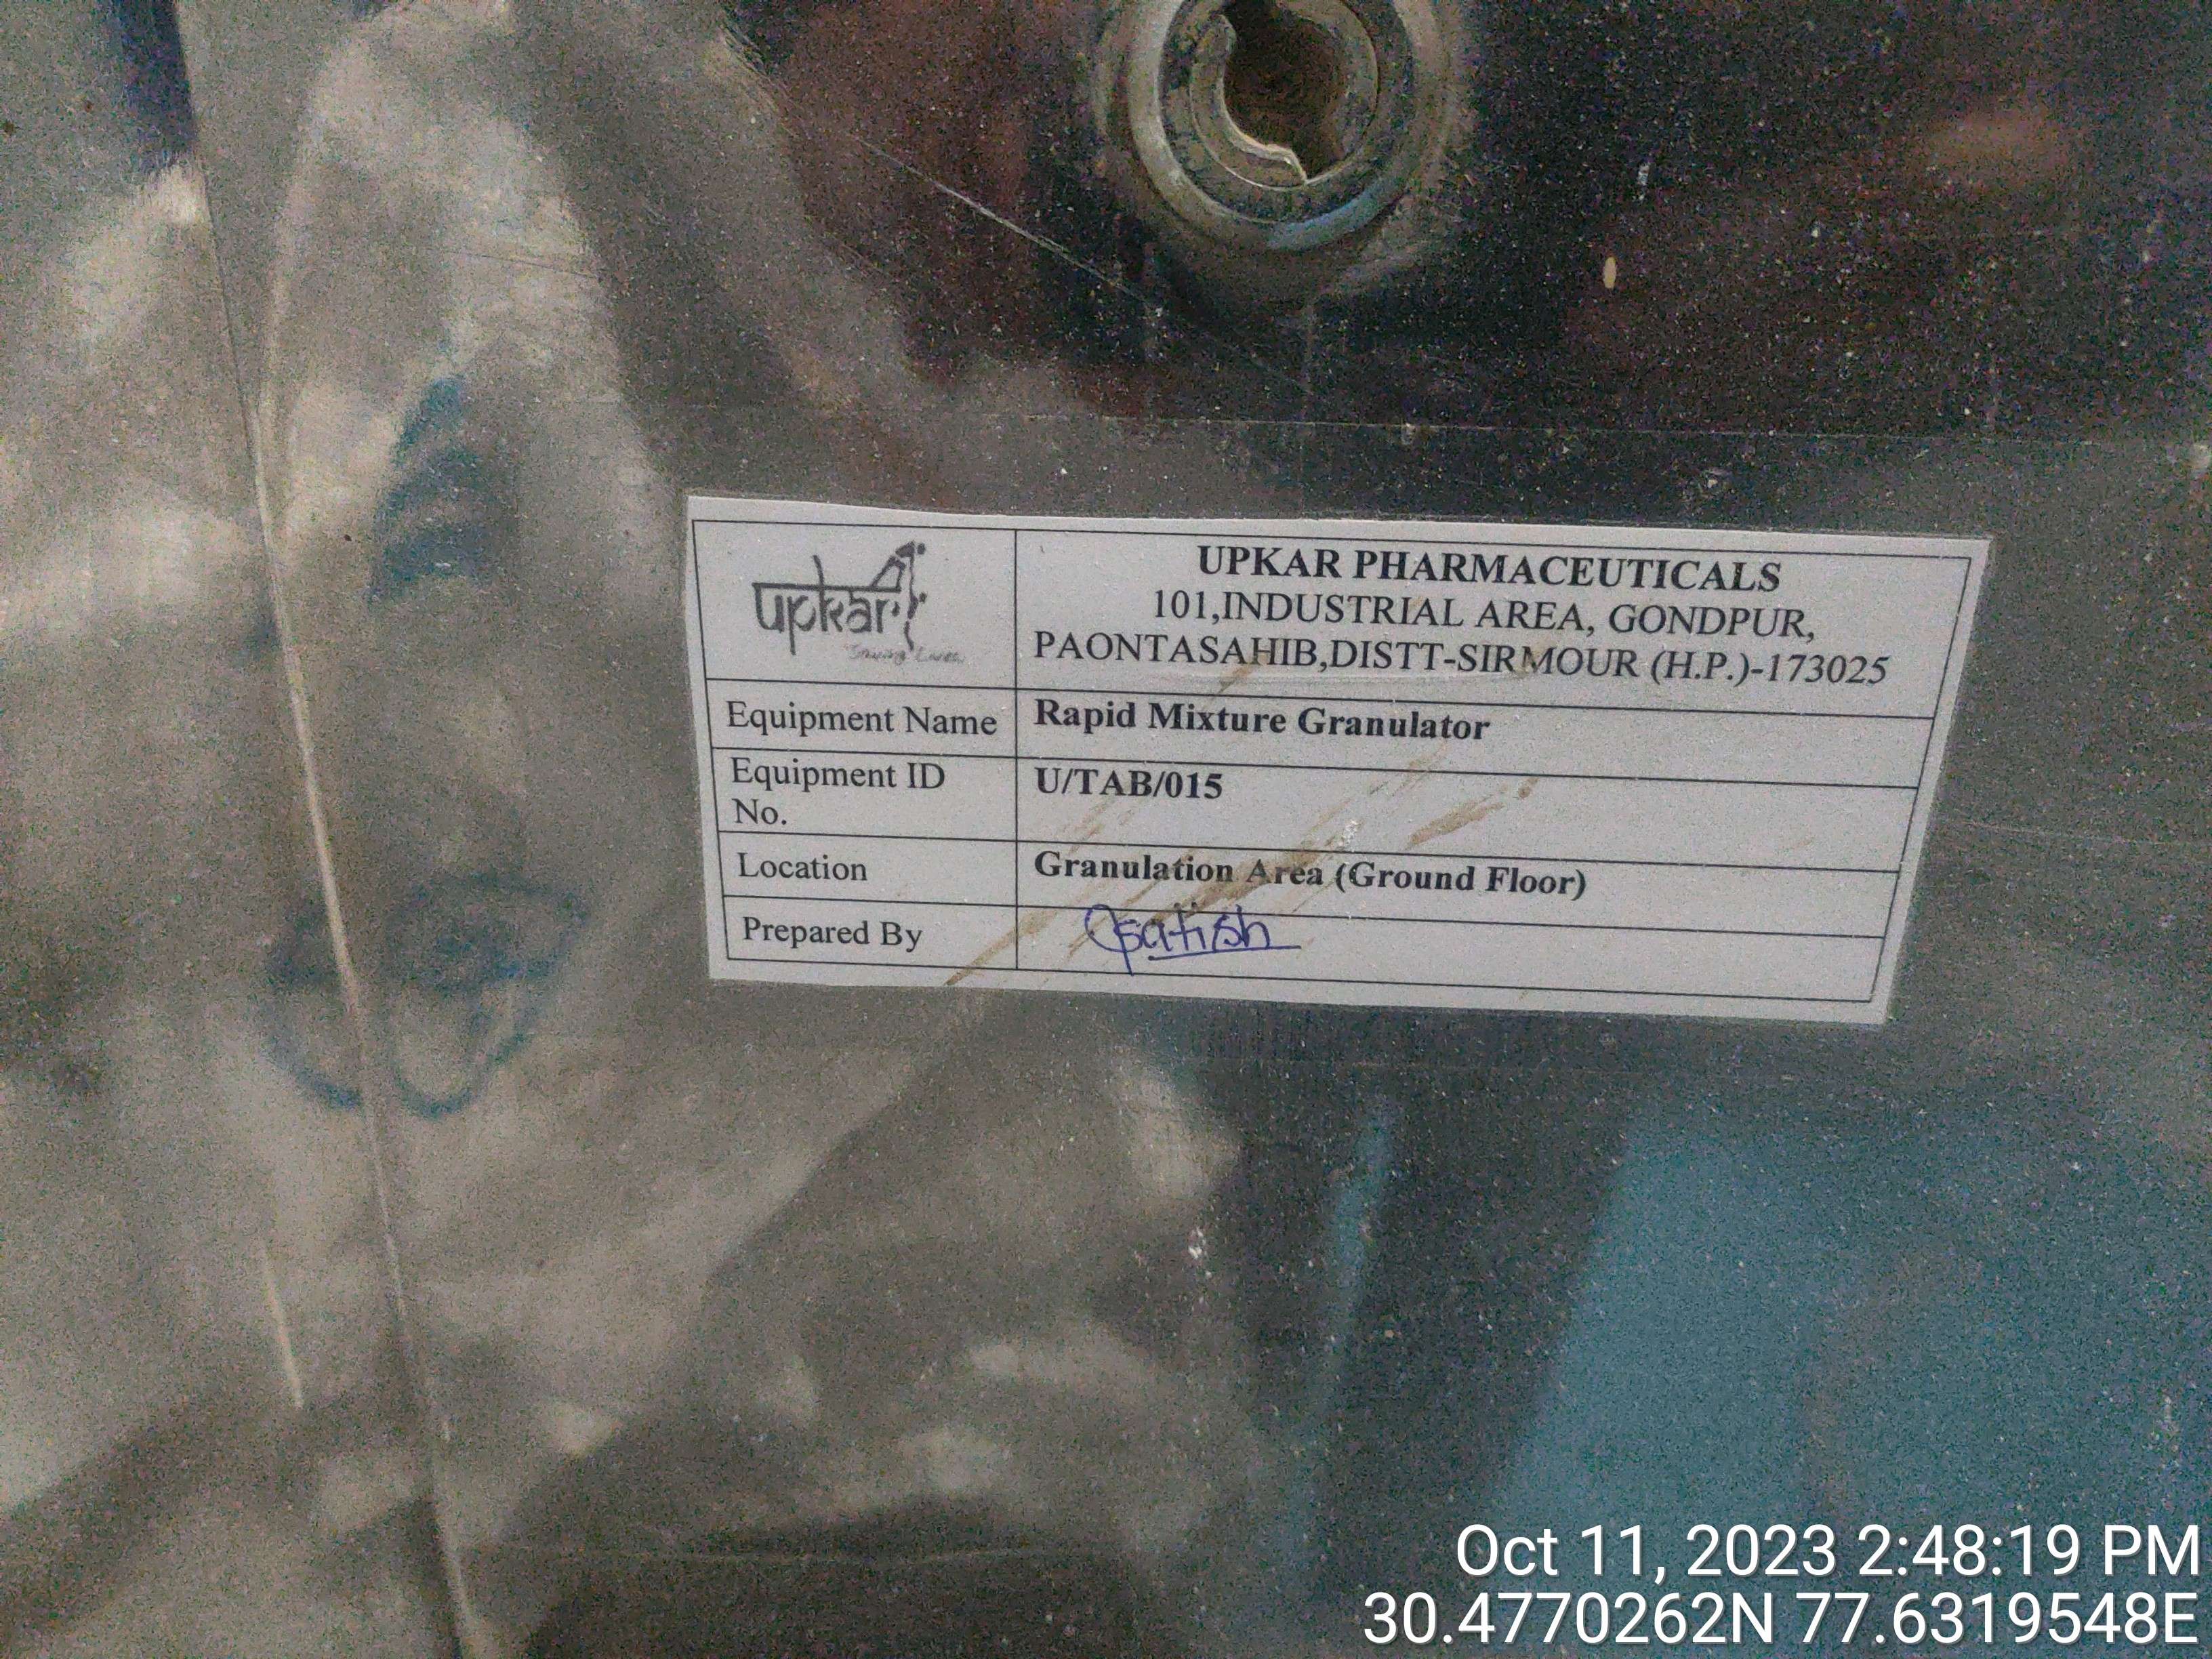 upkar
Saving Lives
UPKAR PHARMACEUTICALS
101,INDUSTRIAL AREA, GONDPUR,
PAONTASAHIB,DISTT-SIRMOUR (H.P.)-173025
Equipment Name Rapid Mixture Granulator
Equipment ID No. U/TAB/015
Location Granulation Area (Ground Floor)
Prepared By Satish
Oct 11, 2023 2:48:19 PM
30.4770262N 77.6319548E